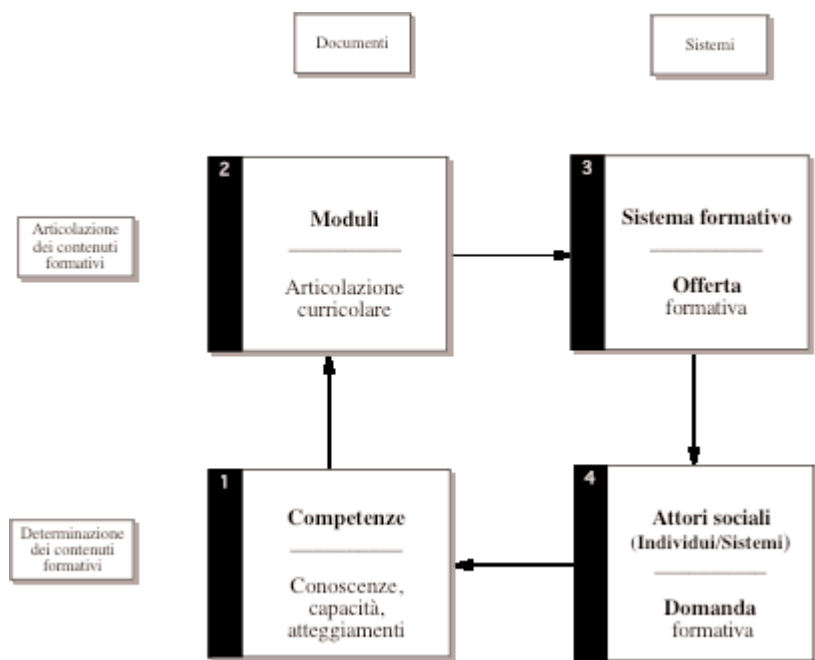 Documenti
Sistemi
Articolazione
dei contenuti
formativi
2
Moduli
Articolazione
curricolare
3
Sistema formativo
Offerta
formativa
Determinazione
dei contenuti
formativi
1
Competenze
Conoscenze,
capacità,
atteggiamenti
4
Attori sociali
(Individui/Sistemi)
Domanda
formativa